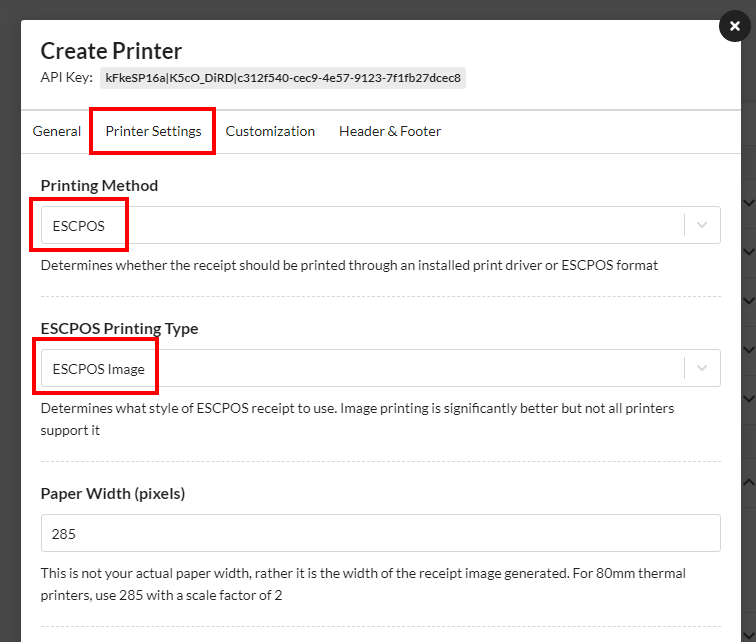 Create Printer
API Key: kFkeSP16a|K5cO_DiRD|c312f540-cec9-4e57-9123-7f1fb27dcec8
General Printer Settings Customization Header & Footer
Printing Method
ESCPOS
Determines whether the receipt should be printed through an installed print driver or ESCPOS format
ESCPOS Printing Type
ESCPOS Image
Determines what style of ESCPOS receipt to use. Image printing is significantly better but not all printers
support it
Paper Width (pixels)
285
This is not your actual paper width, rather it is the width of the receipt image generated. For 80mm thermal
printers, use 285 with a scale factor of 2